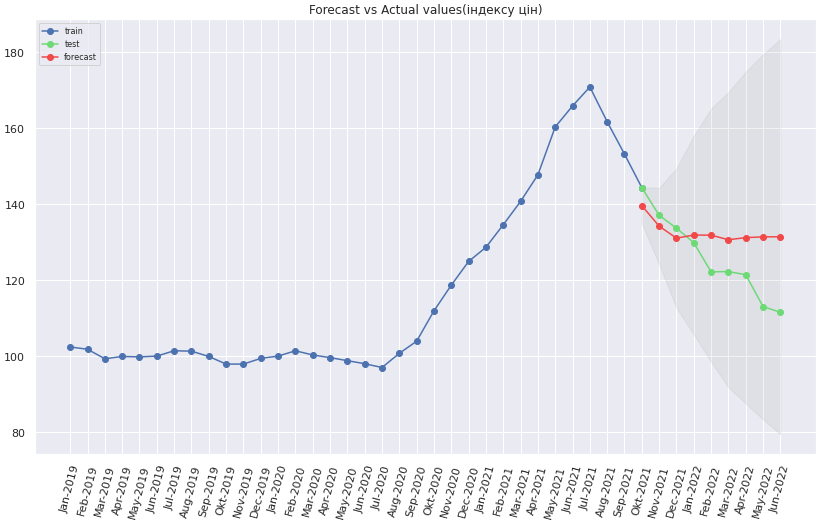 Forecast vs Actual values(індексу цін)
train
test
forecast
180
160
140
120
100
80
Jan-2019
Feb-2019
Mar-2019
Apr-2019
May-2019
Jun-2019
Jul-2019
Aug-2019
Sep-2019
Okt-2019
Nov-2019
Dec-2019
Jan-2020
Feb-2020
Mar-2020
Apr-2020
May-2020
Jun-2020
Jul-2020
Aug-2020
Sep-2020
Okt-2020
Nov-2020
Dec-2020
Jan-2021
Feb-2021
Mar-2021
Apr-2021
May-2021
Jun-2021
Jul-2021
Aug-2021
Sep-2021
Okt-2021
Nov-2021
Dec-2021
Jan-2022
Feb-2022
Mar-2022
Apr-2022
May-2022
Jun-2022